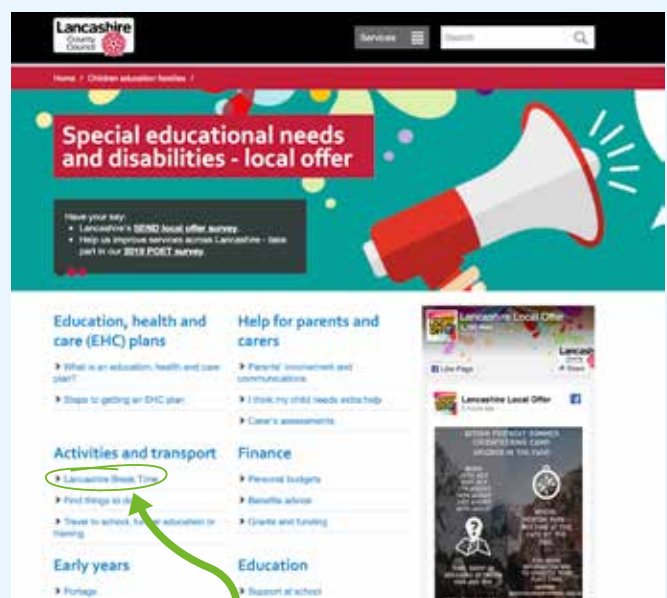 Lancashire
County
Council
Services
Search
Home / Children education families /
Special educational needs
and disabilities - local offer
Have your say:
• Lancashire's SEND local offer survey.
• Help us improve services across Lancashire - take
part in our 2019 POET survey.
Education, health and
care (EHC) plans
What is an education, health and care
plan?
Steps to getting an EHC plan
Help for parents and
carers
Parents' involvement and
communications
I think my child needs extra help
Carer's assessments
Activities and transport
Lancashire Break Time
Find things to do
Travel to school, further education or
training
Finance
Personal budgets
Benefits advice
Grants and funding
Early years
Portage
Education
Support at school
Lancashire Local Offer
Like Page
Share
Lancashire Local Offer